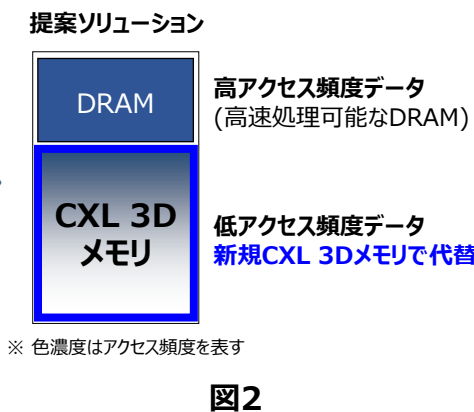 提案ソリューション
DRAM
高アクセス頻度データ
(高速処理可能なDRAM)
CXL 3D
メモリ
低アクセス頻度データ
新規CXL 3Dメモリで代替
※ 色濃度はアクセス頻度を表す
図2